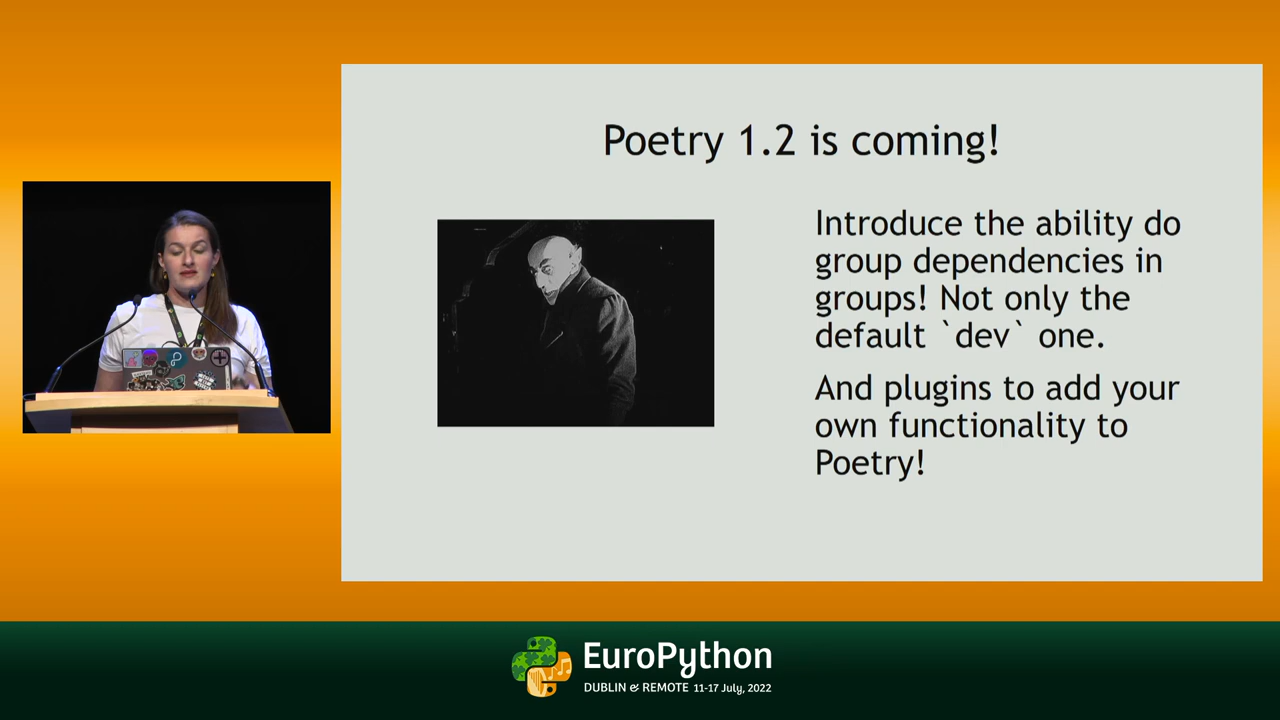 Poetry 1.2 is coming!
Introduce the ability do
group dependencies in
groups! Not only the
default `dev` one.
And plugins to add your
own functionality to
Poetry!
EuroPython
DUBLIN & REMOTE 11-17 July, 2022